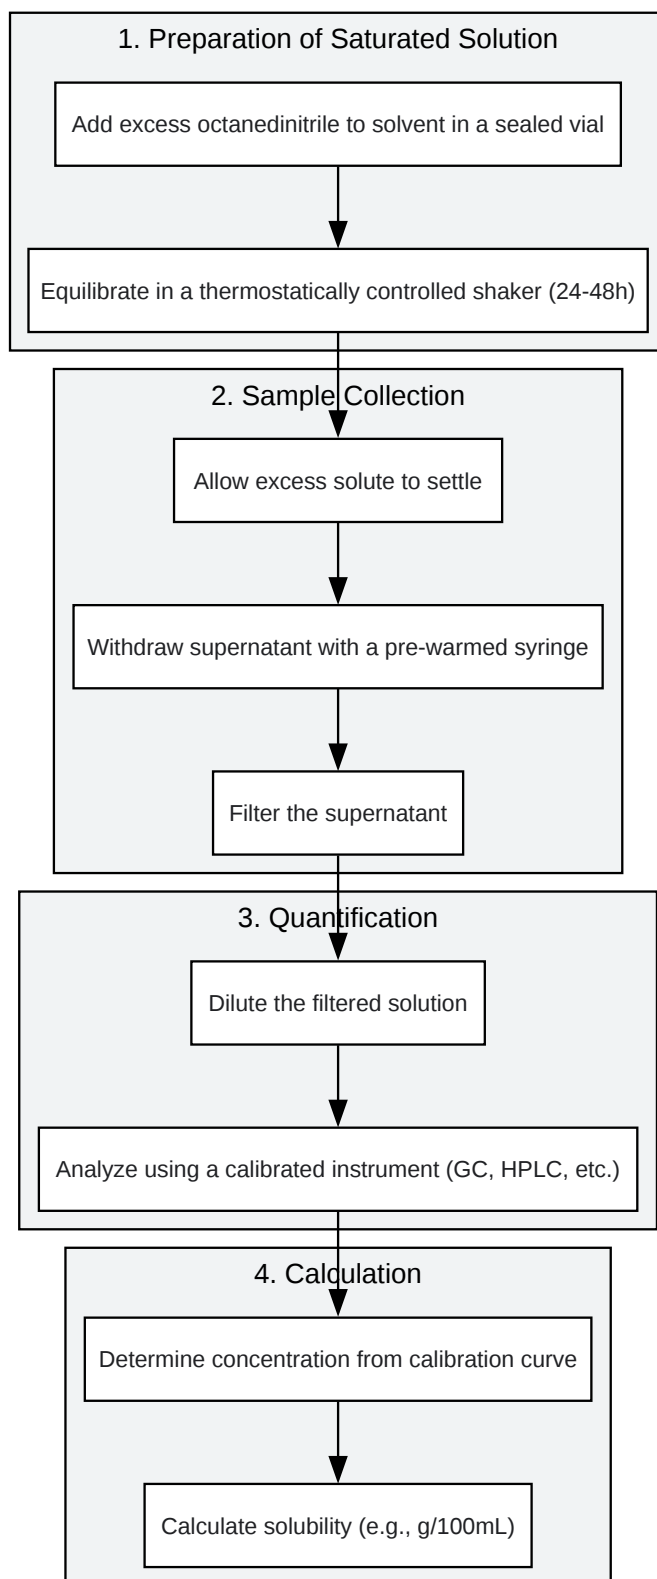 1. Preparation of Saturated Solution
Add excess octanedinitrile to solvent in a sealed vial
Equilibrate in a thermostatically controlled shaker (24-48h)
2. Sample Collection
Allow excess solute to settle
Withdraw supernatant with a pre-warmed syringe
Filter the supernatant
3. Quantification
Dilute the filtered solution
Analyze using a calibrated instrument (GC, HPLC, etc.)
4. Calculation
Determine concentration from calibration curve
Calculate solubility (e.g., g/100mL)